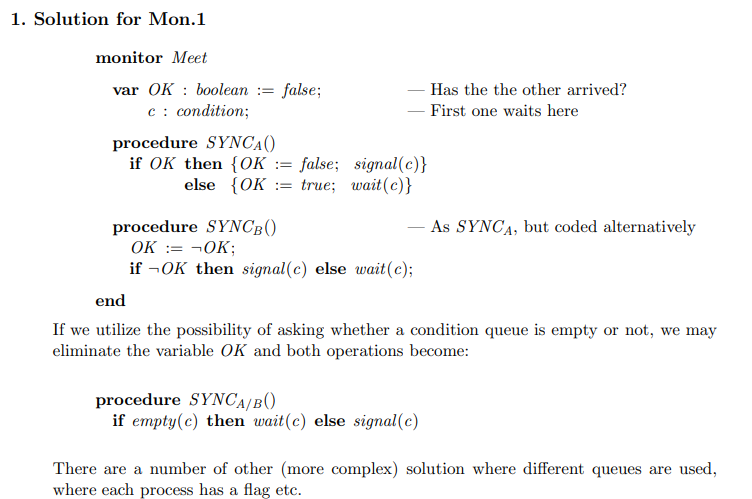 1. Solution for Mon.1
monitor Meet
var OK : boolean := false; — Has the the other arrived?
c : condition; — First one waits here
procedure SYNCA()
if OK then {OK := false; signal(c)}
else {OK := true; wait(c)}
procedure SYNCB() — As SYNCA, but coded alternatively
OK := ¬OK;
if ¬OK then signal(c) else wait(c);
end
If we utilize the possibility of asking whether a condition queue is empty or not, we may
eliminate the variable OK and both operations become:
procedure SYNCA/B()
if empty(c) then wait(c) else signal(c)
There are a number of other (more complex) solution where different queues are used,
where each process has a flag etc.